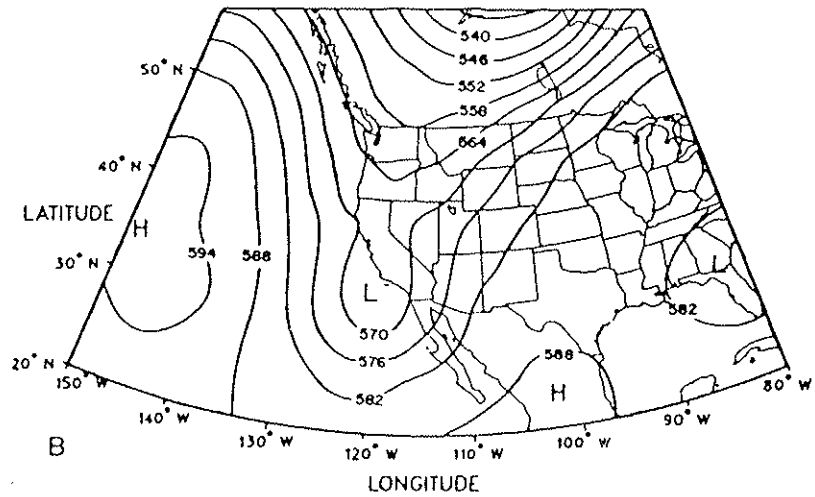 540
546
50° N
552
558
564
40° N
LATITUDE
H
594
588
30° N
L
L
582
570
20° N
576
588
150° W
80° W
582
H
140° W
90° W
130° W
100° W
120° W
110° W
B
LONGITUDE